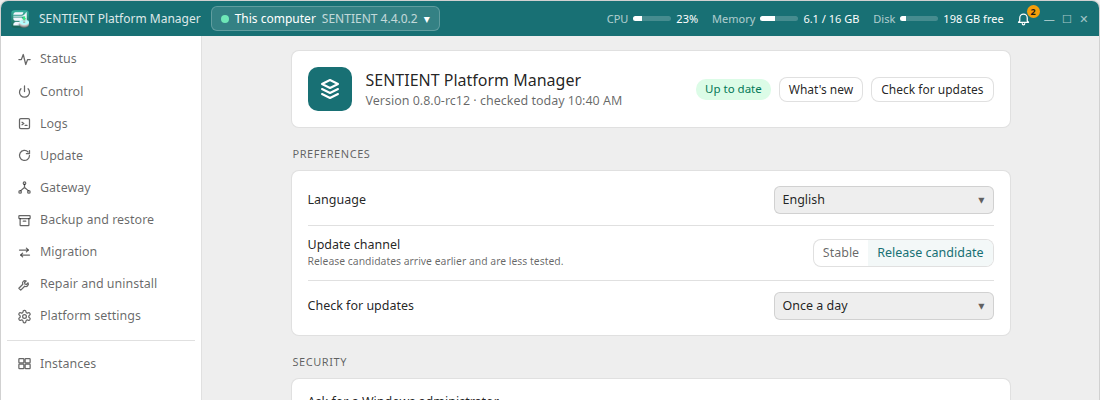 SENTIENT Platform Manager
This computer SENTIENT 4.4.0.2
CPU 23% Memory 6.1 / 16 GB Disk 198 GB free 2
Status
Control
Logs
Update
Gateway
Backup and restore
Migration
Repair and uninstall
Platform settings
Instances
SENTIENT Platform Manager
Version 0.8.0-rc12 · checked today 10:40 AM
Up to date
What's new
Check for updates
PREFERENCES
Language
English
Update channel
Release candidates arrive earlier and are less tested.
Stable
Release candidate
Check for updates
Once a day
SECURITY
Ask for a Windows administrator